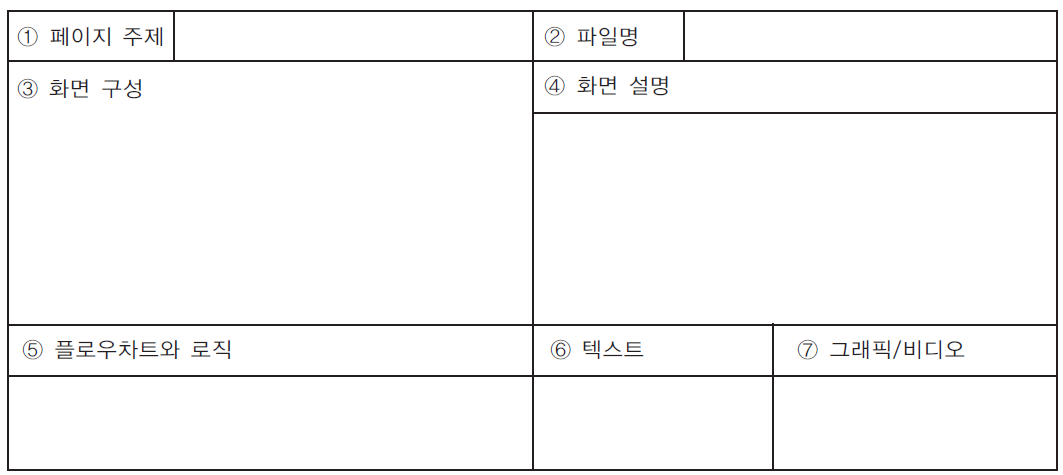 ① 페이지 주제
② 파일명
③ 화면 구성
④ 화면 설명
⑤ 플로우차트와 로직
⑥ 텍스트
⑦ 그래픽/비디오